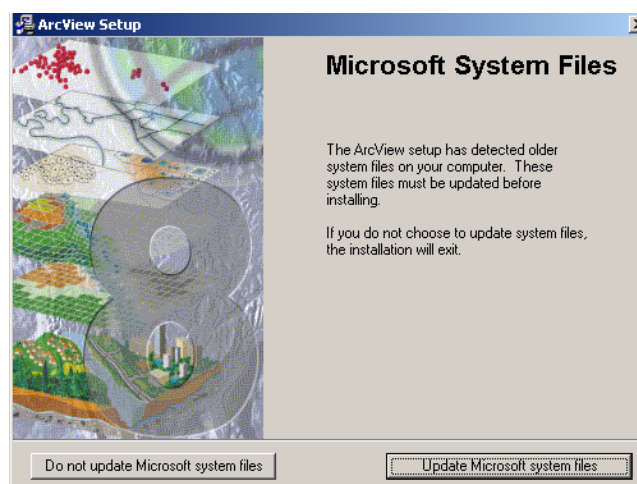 ArcView Setup
Microsoft System Files
The ArcView setup has detected older
system files on your computer. These
system files must be updated before
installing.
If you do not choose to update system files,
the installation will exit.
8
Do not update Microsoft system files
Update Microsoft system files